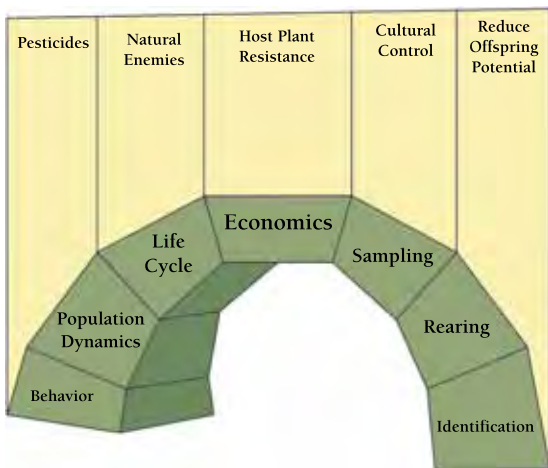 Pesticides
Natural
Enemies
Host Plant
Resistance
Cultural
Control
Reduce
Offspring
Potential
Economics
Life
Cycle
Sampling
Population
Dynamics
Rearing
Behavior
Identification